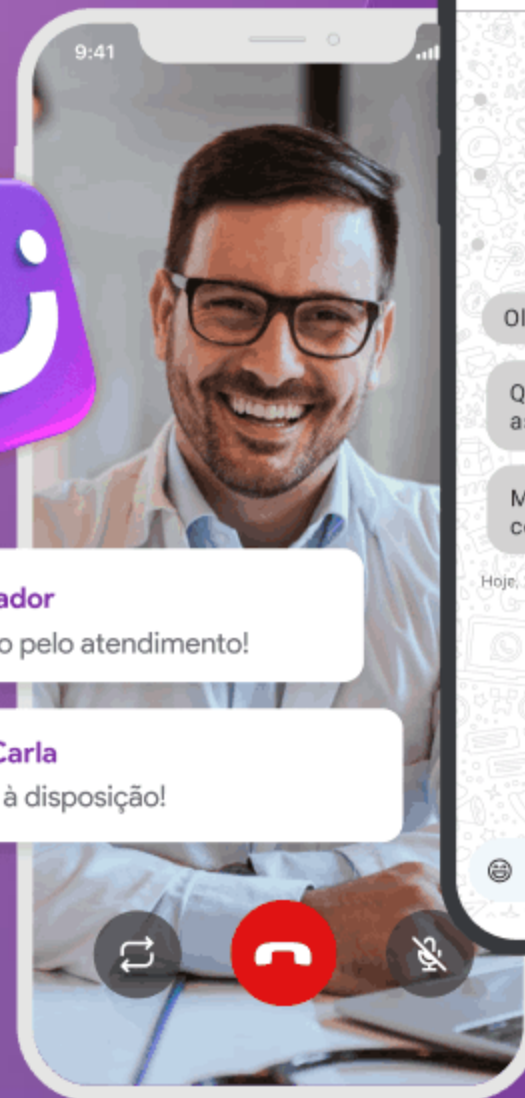 9:41
ador
o pelo atendimento!
Carla
à disposição!
Ol
Q
a
M
c
Hoje,